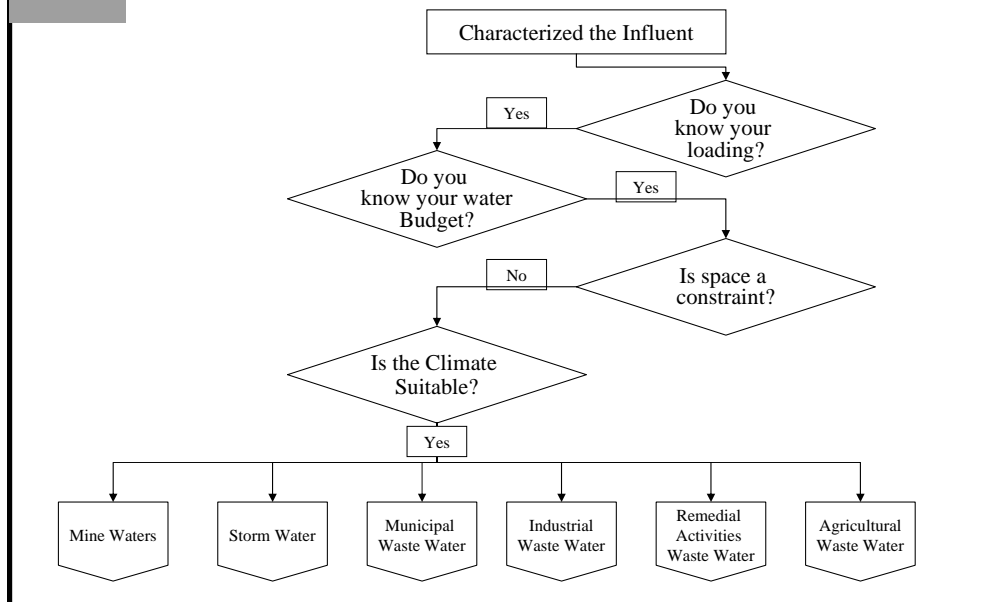 Characterized the Influent
Do you
know your
loading?
Yes
Do you
know your water
Budget?
Yes
Is space a
constraint?
No
Is the Climate
Suitable?
Yes
Mine Waters
Storm Water
Municipal
Waste Water
Industrial
Waste Water
Remedial
Activities
Waste Water
Agricultural
Waste Water